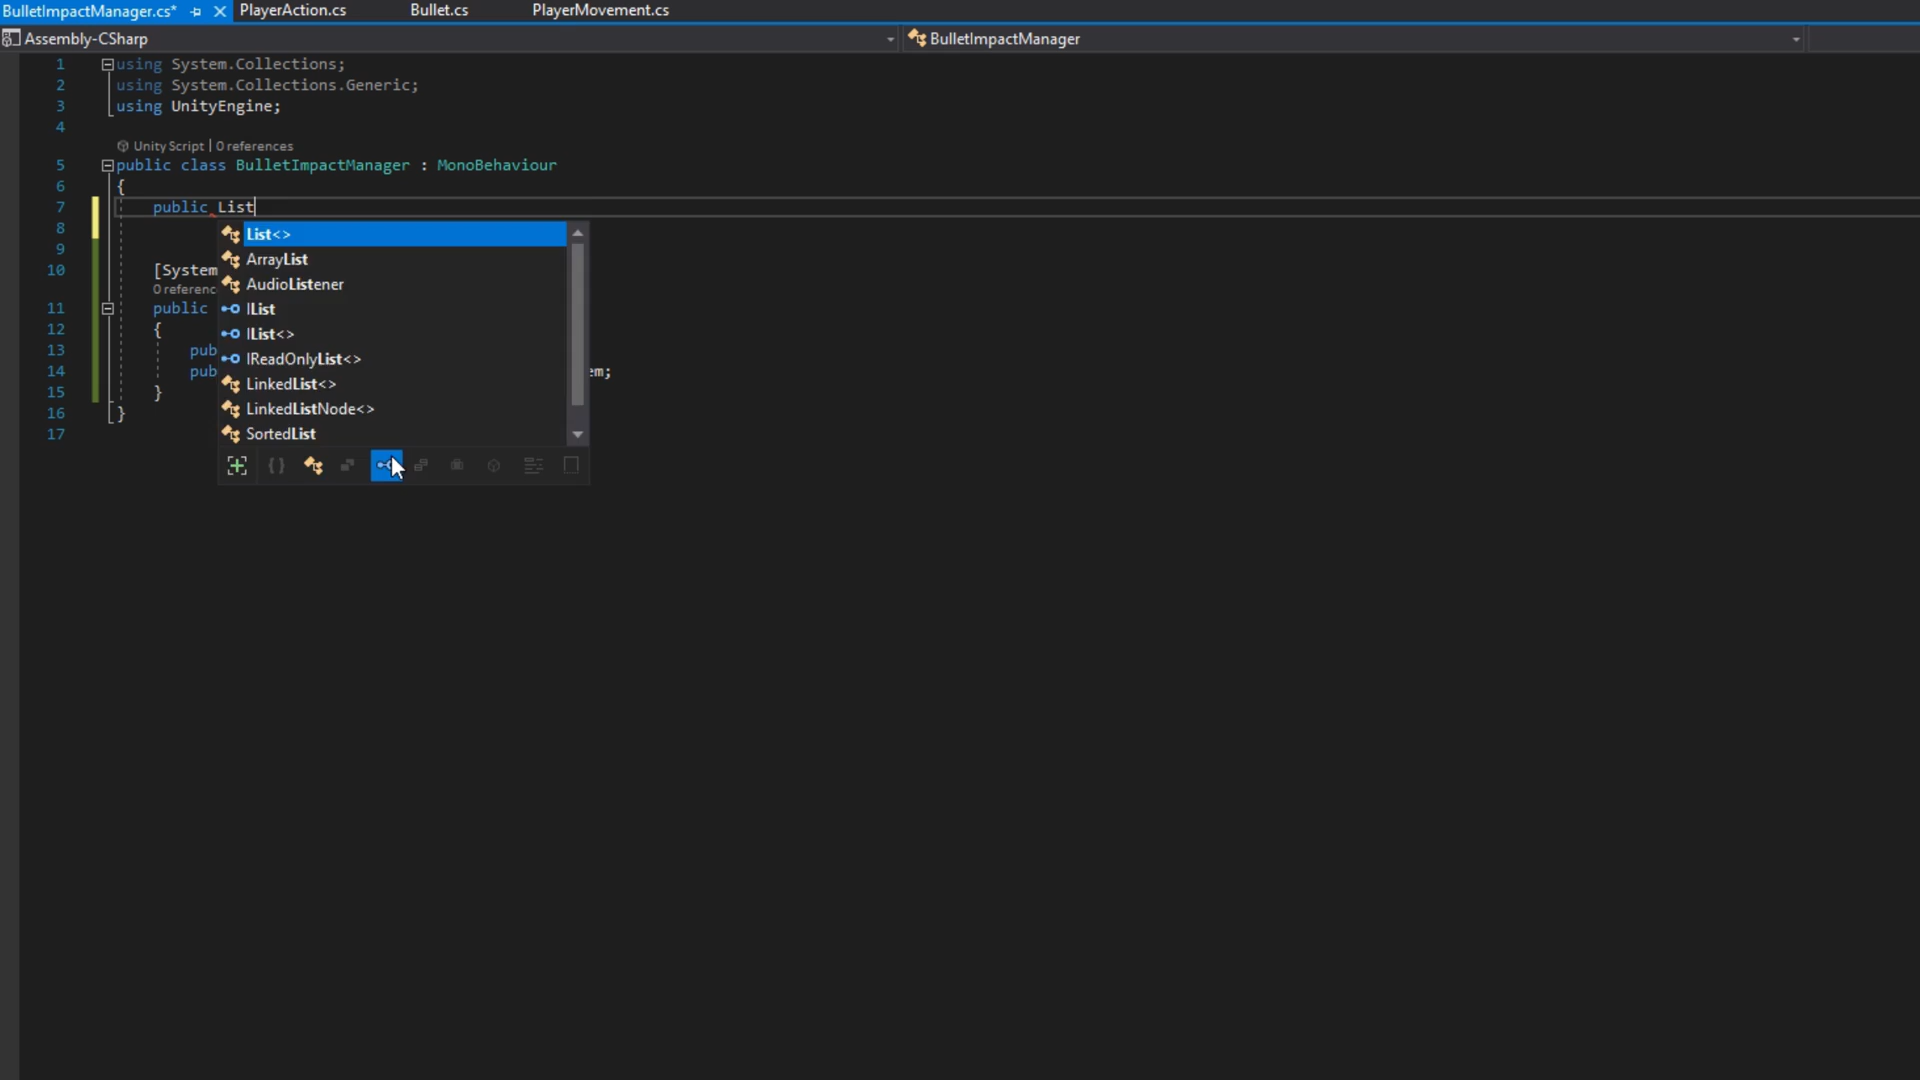 BulletImpactManager.cs*
PlayerAction.cs
Bullet.cs
PlayerMovement.cs
Assembly-CSharp
BulletImpactManager
1 using System.Collections;
2 using System.Collections.Generic;
3 using UnityEngine;
4
Unity Script | 0 references
5 public class BulletImpactManager : MonoBehaviour
6 {
7 public List
8
9
10 [System
0 referenc
11 public
12 {
13 pub
14 pub em;
15 }
16 }
17
List<>
ArrayList
AudioListener
IList
IList<>
IReadOnlyList<>
LinkedList<>
LinkedListNode<>
SortedList